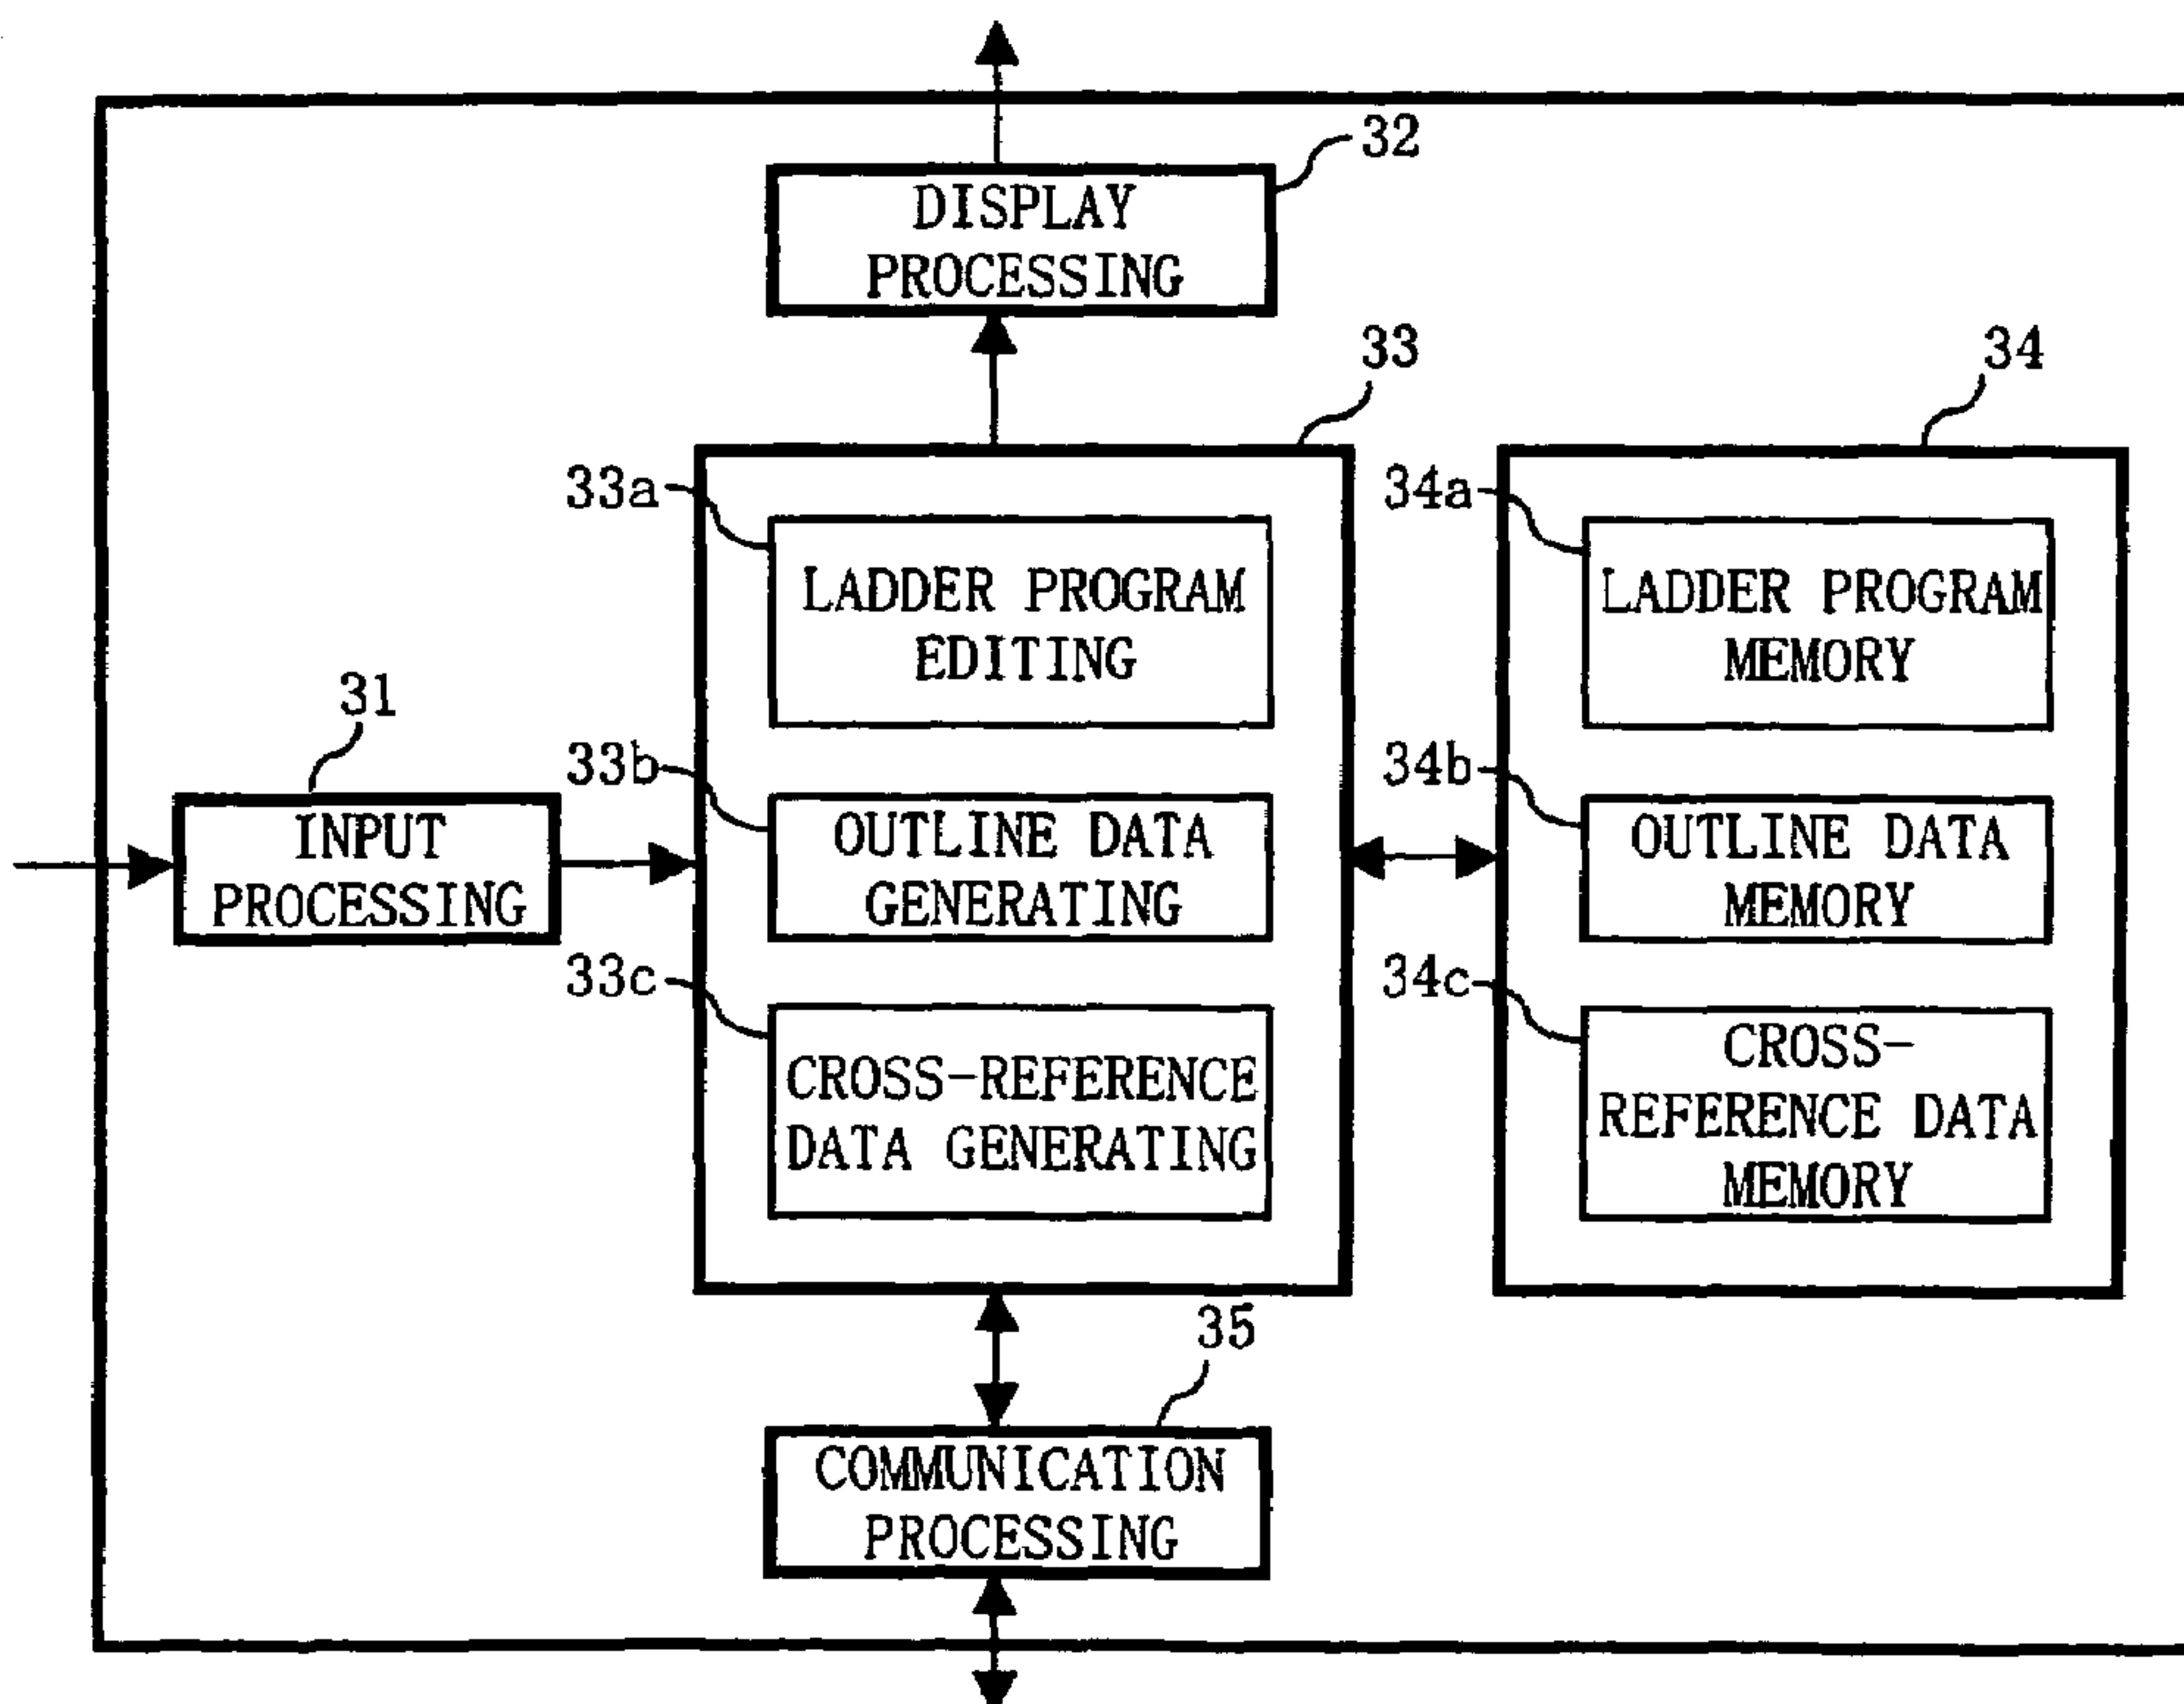 32
DISPLAY
PROCESSING
33
34
33a
34a
LADDER PROGRAM
EDITING
LADDER PROGRAM
MEMORY
31
33b
34b
INPUT
PROCESSING
OUTLINE DATA
GENERATING
OUTLINE DATA
MEMORY
33c
34c
CROSS-REFERENCE
DATA GENERATING
CROSS-
REFERENCE DATA
MEMORY
35
COMMUNICATION
PROCESSING